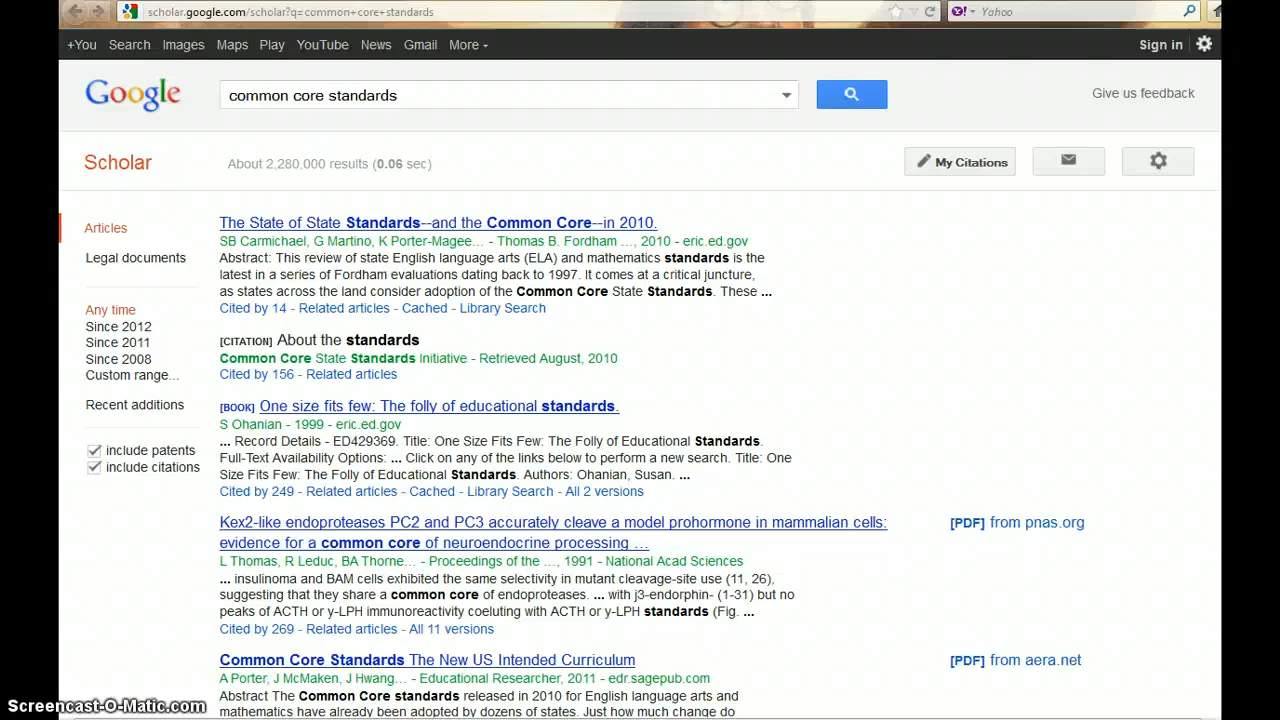 scholar.google.com/scholar?q=common+core+standards
Yahoo
+You Search Images Maps Play YouTube News Gmail More Sign in
Google
common core standards
Give us feedback
Scholar
About 2,280,000 results (0.06 sec)
My Citations
Articles
Legal documents
Any time
Since 2012
Since 2011
Since 2008
Custom range...
Recent additions
include patents
include citations
The State of State Standards--and the Common Core--in 2010.
SB Carmichael, G Martino, K Porter-Magee... - Thomas B. Fordham ..., 2010 - eric.ed.gov
Abstract: This review of state English language arts (ELA) and mathematics standards is the
latest in a series of Fordham evaluations dating back to 1997. It comes at a critical juncture,
as states across the land consider adoption of the Common Core State Standards. These ...
Cited by 14 - Related articles - Cached - Library Search
[CITATION] About the standards
Common Core State Standards Initiative - Retrieved August, 2010
Cited by 156 - Related articles
[BOOK] One size fits few: The folly of educational standards.
S Ohanian - 1999 - eric.ed.gov
... Record Details - ED429369. Title: One Size Fits Few: The Folly of Educational Standards.
Full-Text Availability Options: ... Click on any of the links below to perform a new search. Title: One
Size Fits Few: The Folly of Educational Standards. Authors: Ohanian, Susan. ...
Cited by 249 - Related articles - Cached - Library Search - All 2 versions
Kex2-like endoproteases PC2 and PC3 accurately cleave a model prohormone in mammalian cells:
evidence for a common core of neuroendocrine processing ...
[PDF] from pnas.org
L Thomas, R Leduc, BA Thorne... - Proceedings of the ..., 1991 - National Acad Sciences
... insulinoma and BAM cells exhibited the same selectivity in mutant cleavage-site use (11, 26),
suggesting that they share a common core of endoproteases. ... with j3-endorphin- (1-31) but no
peaks of ACTH or y-LPH immunoreactivity coeluting with ACTH or y-LPH standards (Fig. ...
Cited by 269 - Related articles - All 11 versions
Common Core Standards The New US Intended Curriculum
[PDF] from aera.net
A Porter, J McMaken, J Hwang... - Educational Researcher, 2011 - edr.sagepub.com
Abstract The Common Core standards released in 2010 for English language arts and
mathematics have already been adopted by dozens of states. Just how much change do
Screencast-O-Matic.com